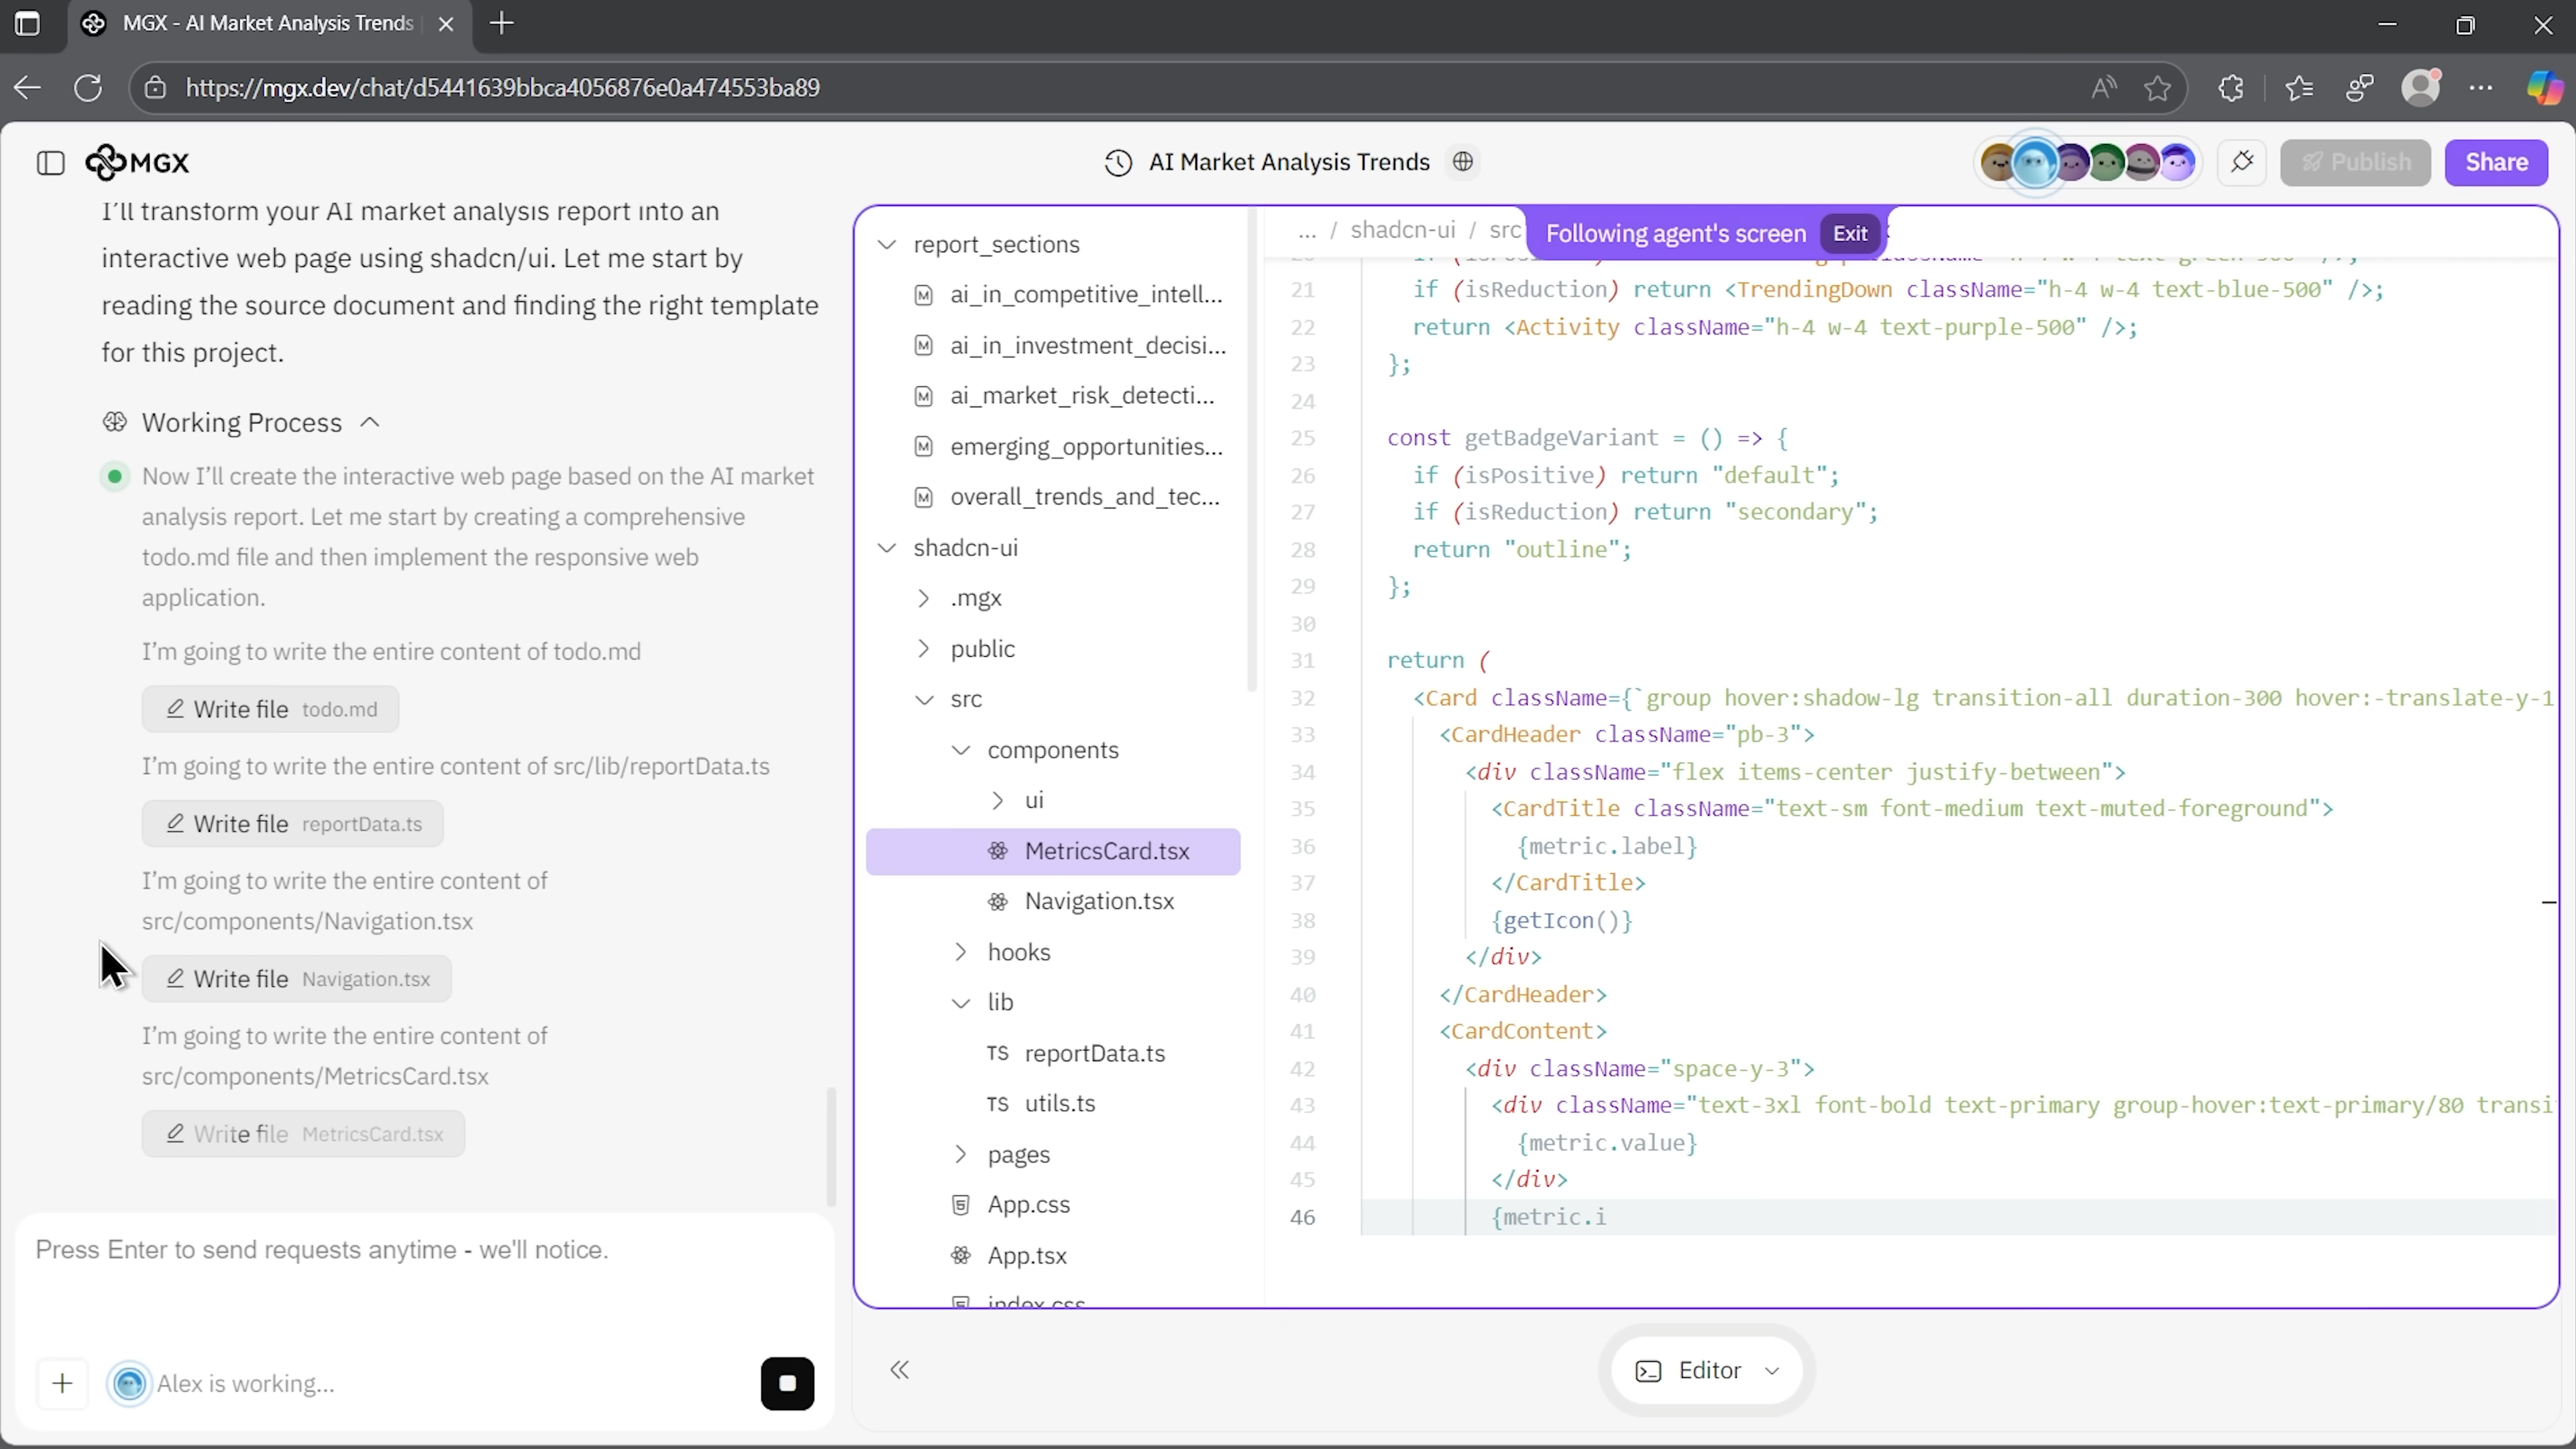 MGX - AI Market Analysis Trends
https://mgx.dev/chat/d5441639bbca4056876e0a474553ba89
MGX
AI Market Analysis Trends
Publish
Share
I'll transform your AI market analysis report into an
interactive web page using shadcn/ui. Let me start by
reading the source document and finding the right template
for this project.
Working Process
Now I'll create the interactive web page based on the AI market
analysis report. Let me start by creating a comprehensive
todo.md file and then implement the responsive web
application.
I'm going to write the entire content of todo.md
Write file todo.md
I'm going to write the entire content of src/lib/reportData.ts
Write file reportData.ts
I'm going to write the entire content of
src/components/Navigation.tsx
Write file Navigation.tsx
I'm going to write the entire content of
src/components/MetricsCard.tsx
Write file MetricsCard.tsx
Press Enter to send requests anytime - we'll notice.
Alex is working...
report_sections
ai_in_competitive_intell...
ai_in_investment_decisi...
ai_market_risk_detecti...
emerging_opportunities...
overall_trends_and_tec...
shadcn-ui
.mgx
public
src
components
ui
MetricsCard.tsx
Navigation.tsx
hooks
lib
TS reportData.ts
TS utils.ts
pages
App.css
App.tsx
index.css
... / shadcn-ui / src
Following agent's screen Exit
21 if (isReduction) return <TrendingDown className="h-4 w-4 text-blue-500" />;
22 return <Activity className="h-4 w-4 text-purple-500" />;
23 };
24
25 const getBadgeVariant = () => {
26 if (isPositive) return "default";
27 if (isReduction) return "secondary";
28 return "outline";
29 };
30
31 return (
32 <Card className={`group hover:shadow-lg transition-all duration-300 hover:-translate-y-1
33 <CardHeader className="pb-3">
34 <div className="flex items-center justify-between">
35 <CardTitle className="text-sm font-medium text-muted-foreground">
36 {metric.label}
37 </CardTitle>
38 {getIcon()}
39 </div>
40 </CardHeader>
41 <CardContent>
42 <div className="space-y-3">
43 <div className="text-3xl font-bold text-primary group-hover:text-primary/80 transi
44 {metric.value}
45 </div>
46 {metric.i
Editor